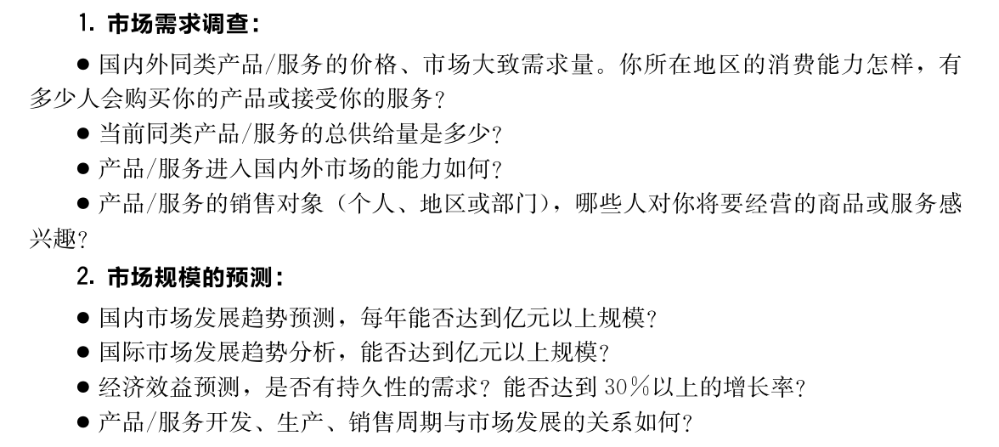 1. 市场需求调查：
●国内外同类产品/服务的价格、市场大致需求量。你所在地区的消费能力怎样，有
多少人会购买你的产品或接受你的服务？
●当前同类产品/服务的总供给量是多少？
●产品/服务进入国内外市场的能力如何？
●产品/服务的销售对象（个人、地区或部门），哪些人对你将要经营的商品或服务感
兴趣？
2. 市场规模的预测：
●国内市场发展趋势预测，每年能否达到亿元以上规模？
●国际市场发展趋势分析，能否达到亿元以上规模？
●经济效益预测，是否有持久性的需求？能否达到 30%以上的增长率？
●产品/服务开发、生产、销售周期与市场发展的关系如何？